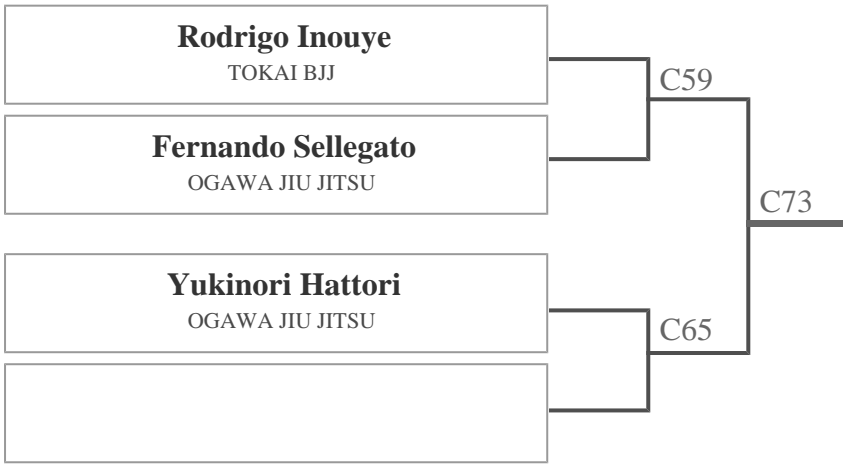 Rodrigo Inouye
TOKAI BJJ
C59
Fernando Sellegato
OGAWA JIU JITSU
C73
Yukinori Hattori
OGAWA JIU JITSU
C65